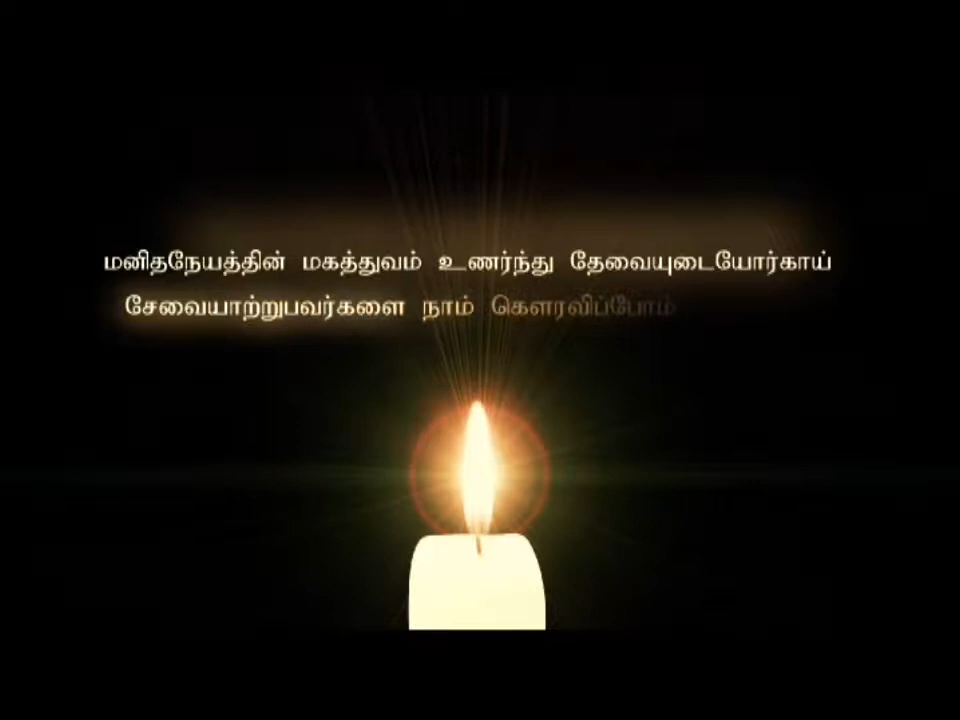 மனிதநேயத்தின் மகத்துவம் உணர்ந்து தேவையுடையோர்காய்
சேவையாற்றுபவர்களை நாம் கௌரவிப்போம்